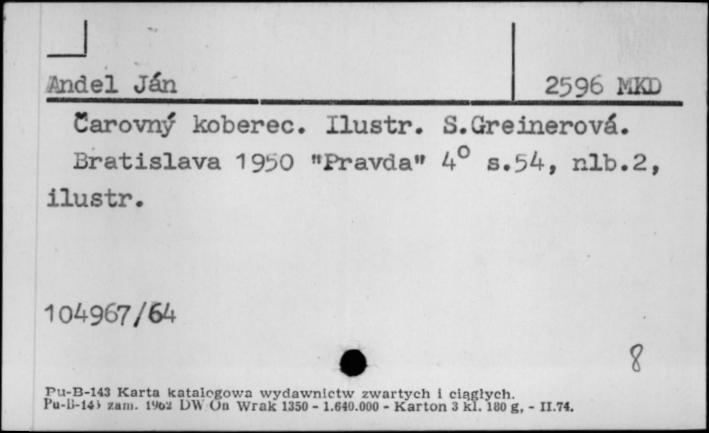 Andel Ján 2596 MKD
Čarovný koberec. Ilustr. S.Greinerová.
Bratislava 1950 "Pravda" 4° s.54, nlb.2,
ilustr.
104967/64
8
Pu-B-143 Karta katalogowa wydawnictw zwartych i ciągłych.
Pu-B-143 zam. 1962 DW On Wrak 1350 - 1.640.000 - Karton 3 kl. 180 g, - II.74.